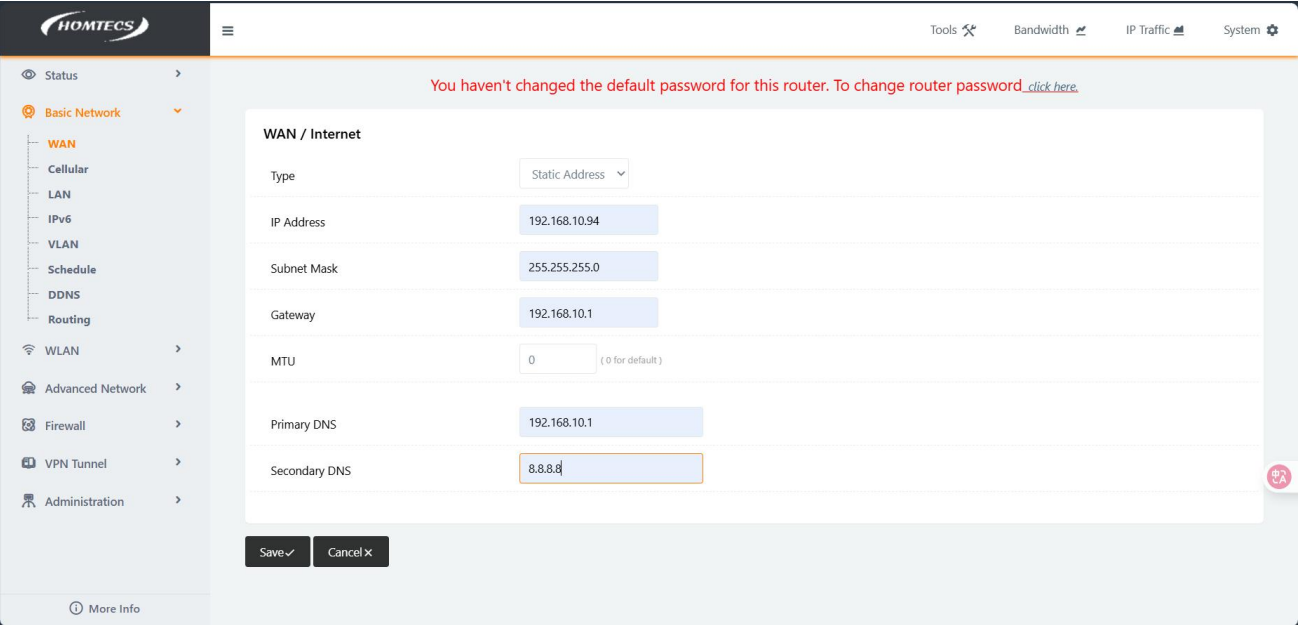 HOMTECS
Tools
Bandwidth
IP Traffic
System
Status
Basic Network
WAN
Cellular
LAN
IPv6
VLAN
Schedule
DDNS
Routing
WLAN
Advanced Network
Firewall
VPN Tunnel
Administration
More Info
You haven't changed the default password for this router. To change router password click here.
WAN / Internet
Type Static Address
IP Address 192.168.10.94
Subnet Mask 255.255.255.0
Gateway 192.168.10.1
MTU 0 ( 0 for default )
Primary DNS 192.168.10.1
Secondary DNS 8.8.8.8
中A
Save Cancel